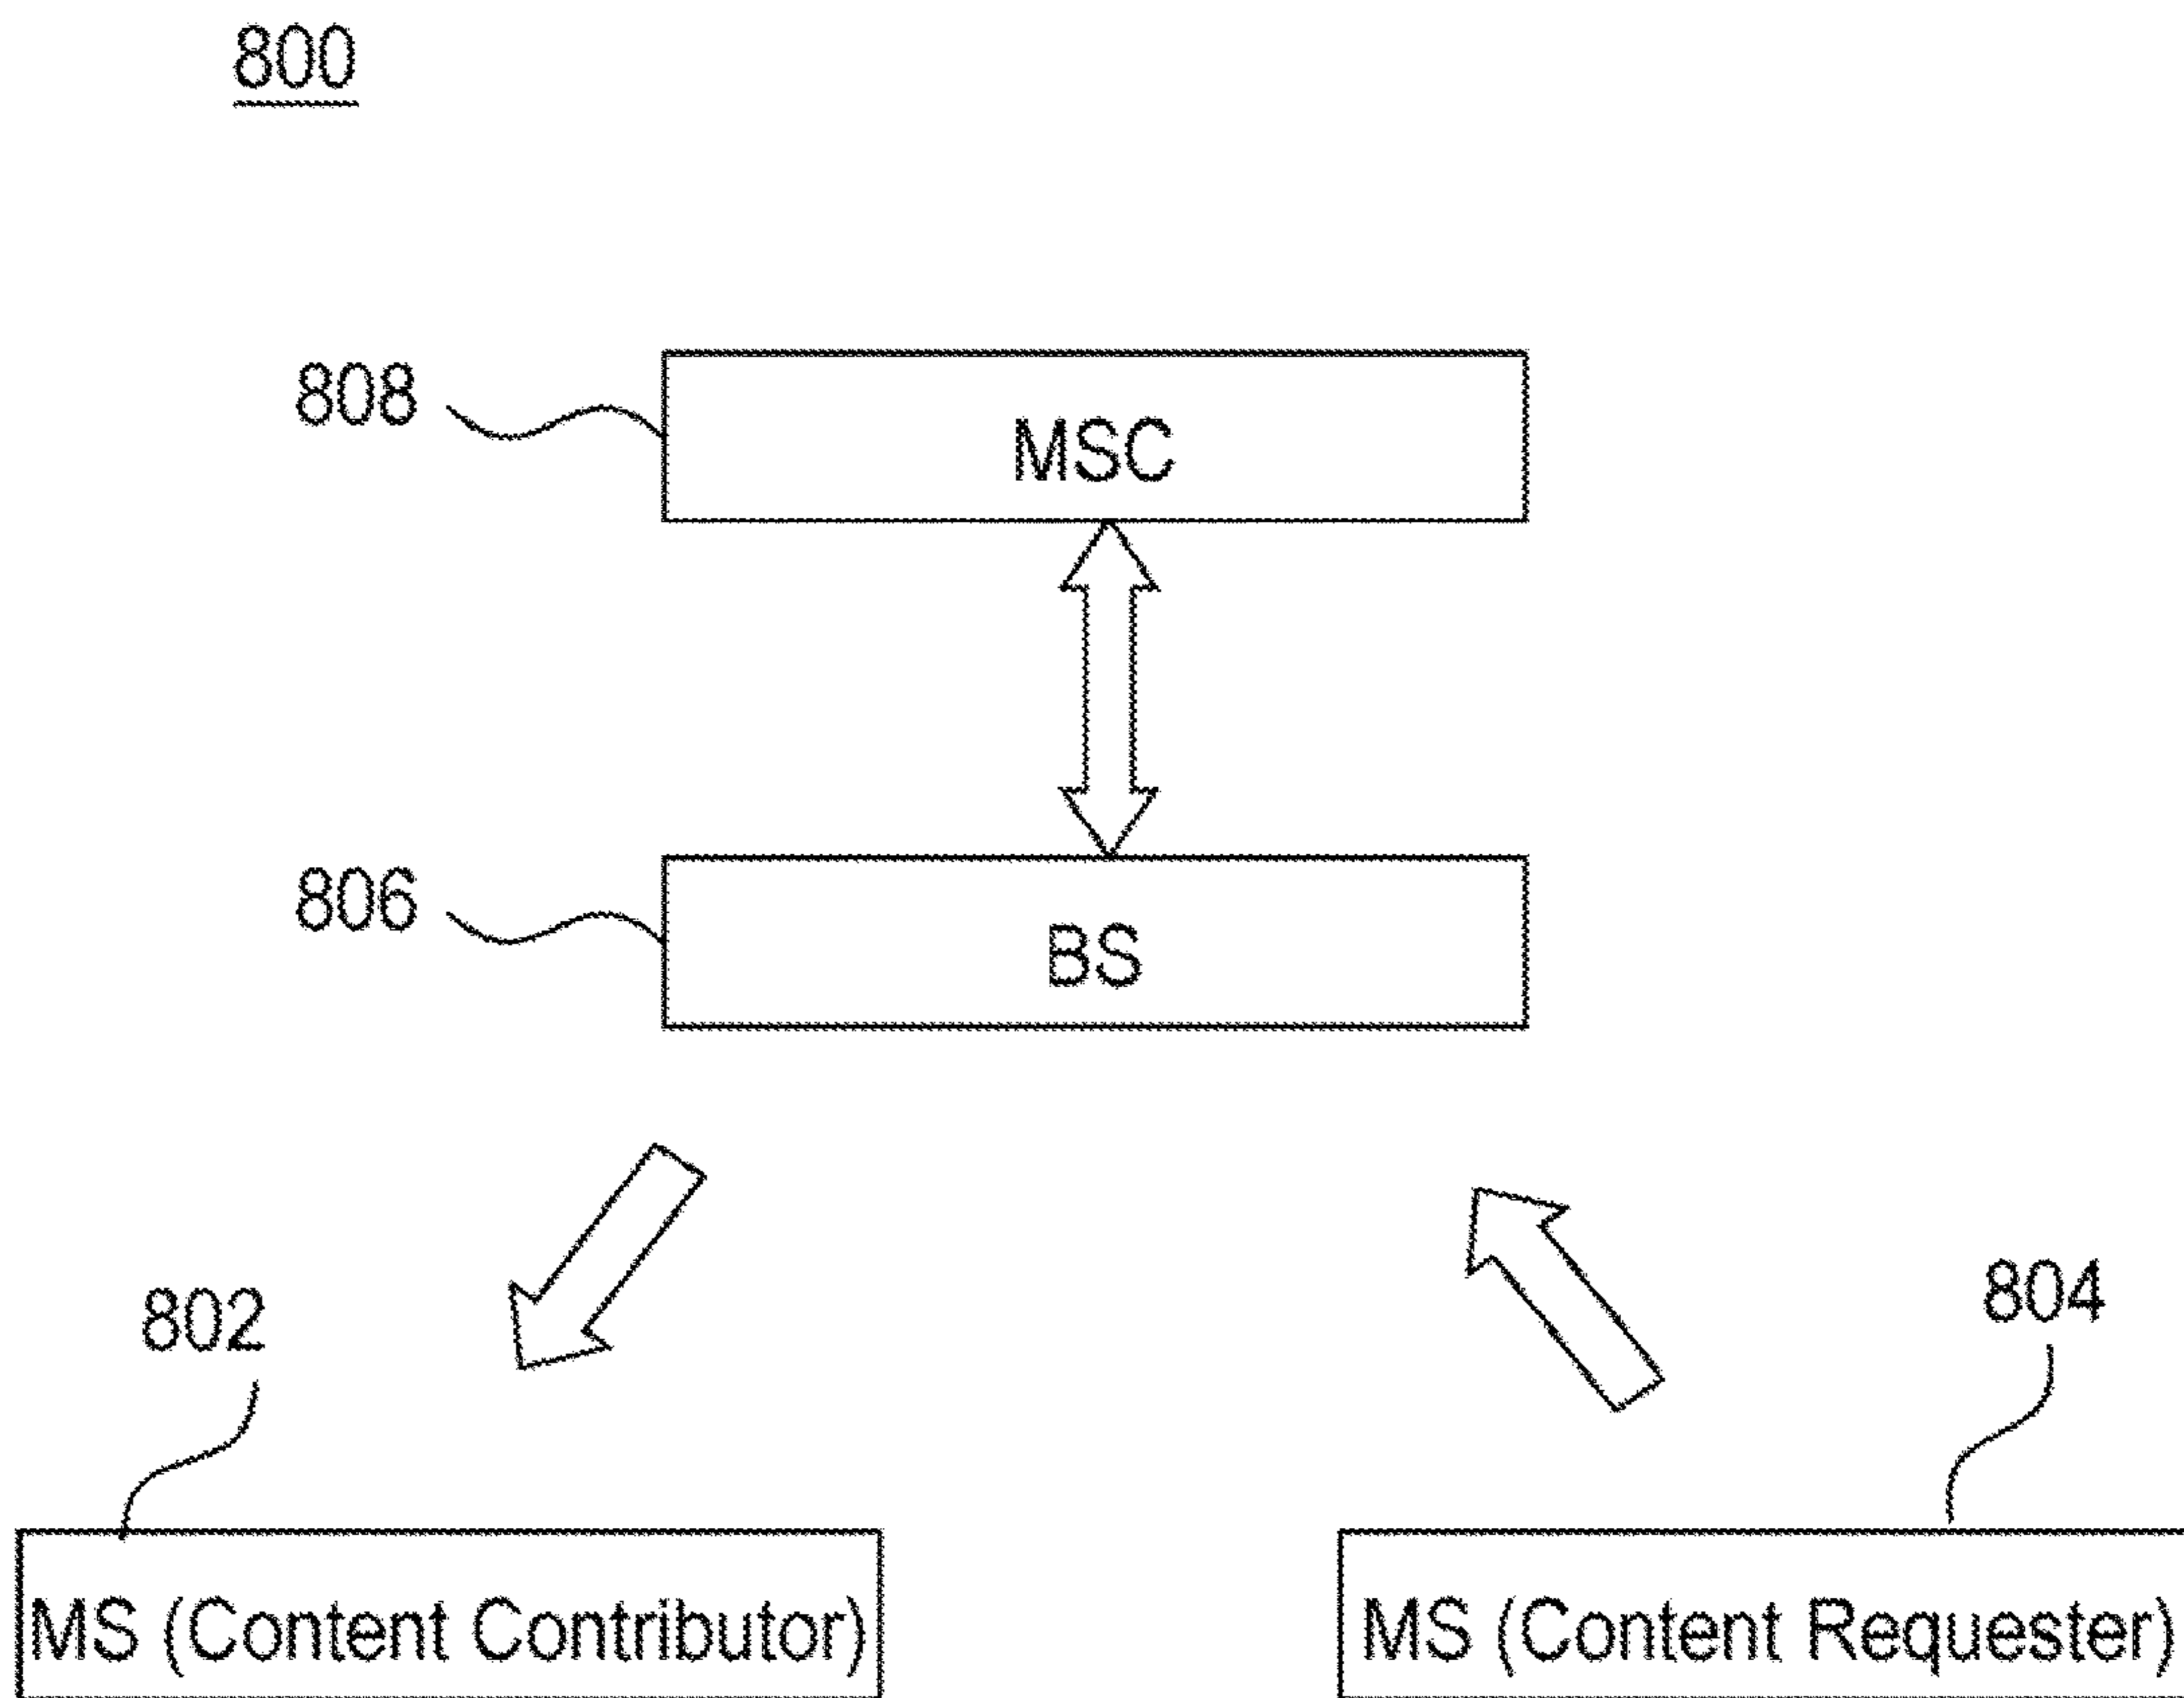 800
808
MSC
806
BS
802
804
MS (Content Contributor)
MS (Content Requester)